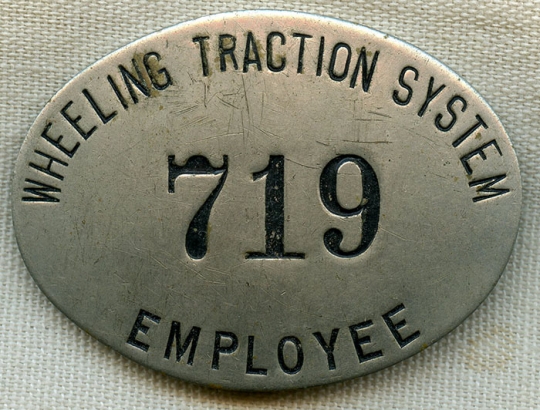 WHEELING TRACTION SYSTEM
719
EMPLOYEE